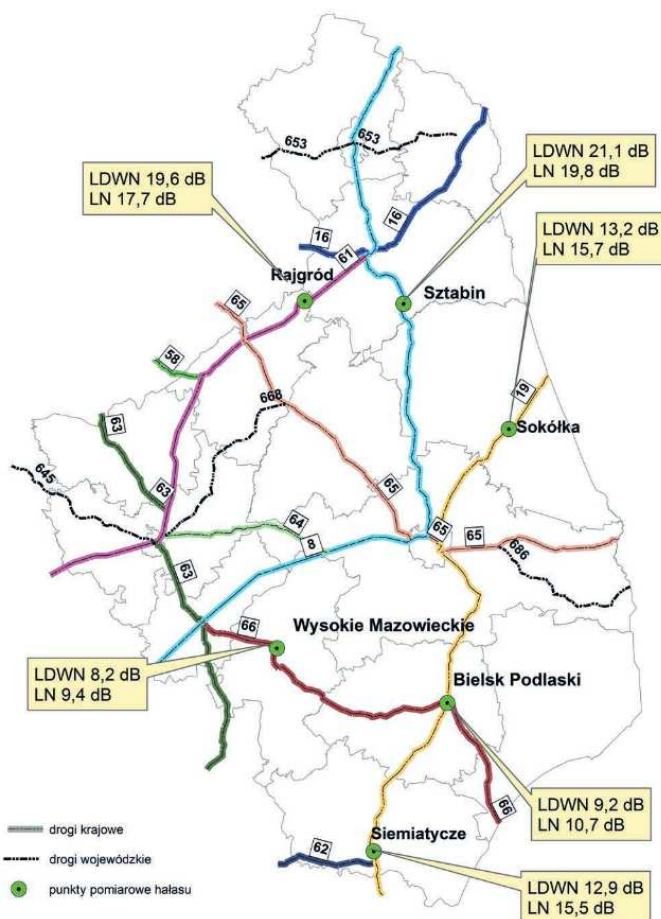 653
653
LDWN 21,1 dB
LN 19,8 dB
LDWN 19,6 dB
LN 17,7 dB
LDWN 13,2 dB
LN 15,7 dB
16
16
61
Rajgród
Sztabin
65
58
19
668
63
Sokółka
645
63
65
64
65
65
8
686
63
66
Wysokie Mazowieckie
LDWN 8,2 dB
LN 9,4 dB
Bielsk Podlaski
LDWN 9,2 dB
LN 10,7 dB
66
drogi krajowe
Siemiatycze
drogi wojewódzkie
62
punkty pomiarowe hałasu
LDWN 12,9 dB
LN 15,5 dB